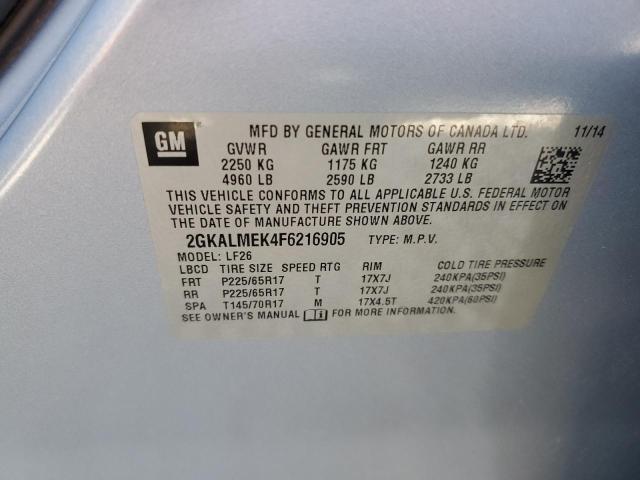 GM
MFD BY GENERAL MOTORS OF CANADA LTD. 11/14
GVWR GAWR FRT GAWR RR
2250 KG 1175 KG 1240 KG
4960 LB 2590 LB 2733 LB
THIS VEHICLE CONFORMS TO ALL APPLICABLE U.S. FEDERAL MOTOR
VEHICLE SAFETY AND THEFT PREVENTION STANDARDS IN EFFECT ON
THE DATE OF MANUFACTURE SHOWN ABOVE.
2GKALMEK4F6216905 TYPE: M.P.V.
MODEL: LF26
LBCD TIRE SIZE SPEED RTG RIM COLD TIRE PRESSURE
FRT P225/65R17 T 17X7J 240KPA(35PSI)
RR P225/65R17 T 17X7J 240KPA(35PSI)
SPA T145/70R17 M 17X4.5T 420KPA(60PSI)
SEE OWNER'S MANUAL FOR MORE INFORMATION